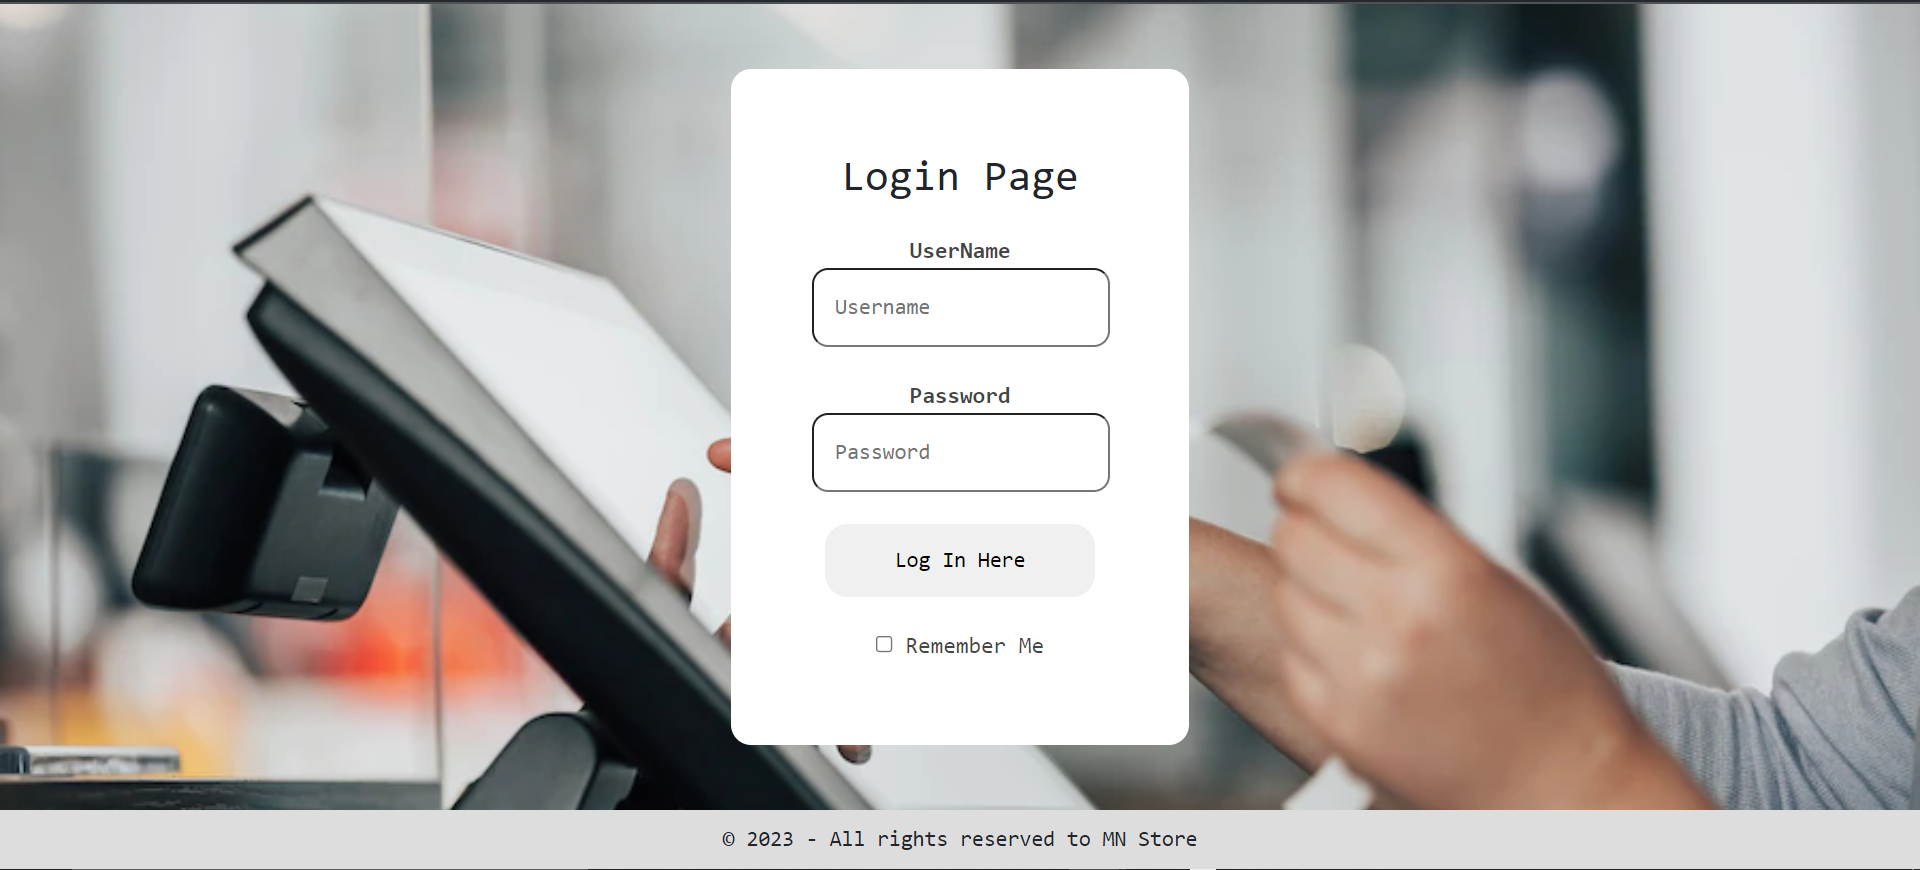 Login Page
UserName
Username
Password
Password
Log In Here
Remember Me
© 2023 - All rights reserved to MN Store